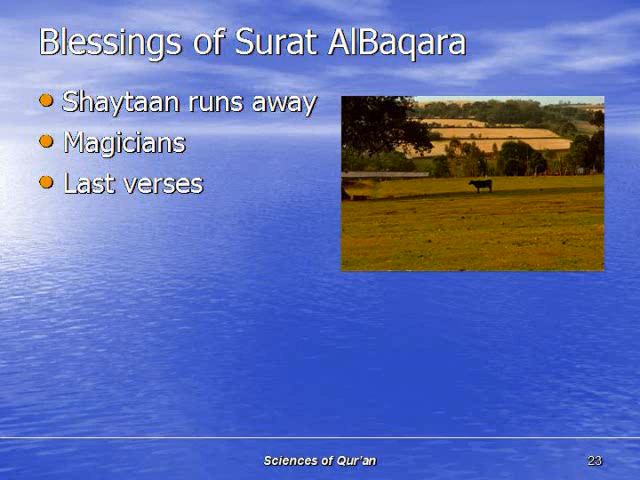 Blessings of Surat AlBaqara
Shaytaan runs away
Magicians
Last verses
Sciences of Qur'an
23